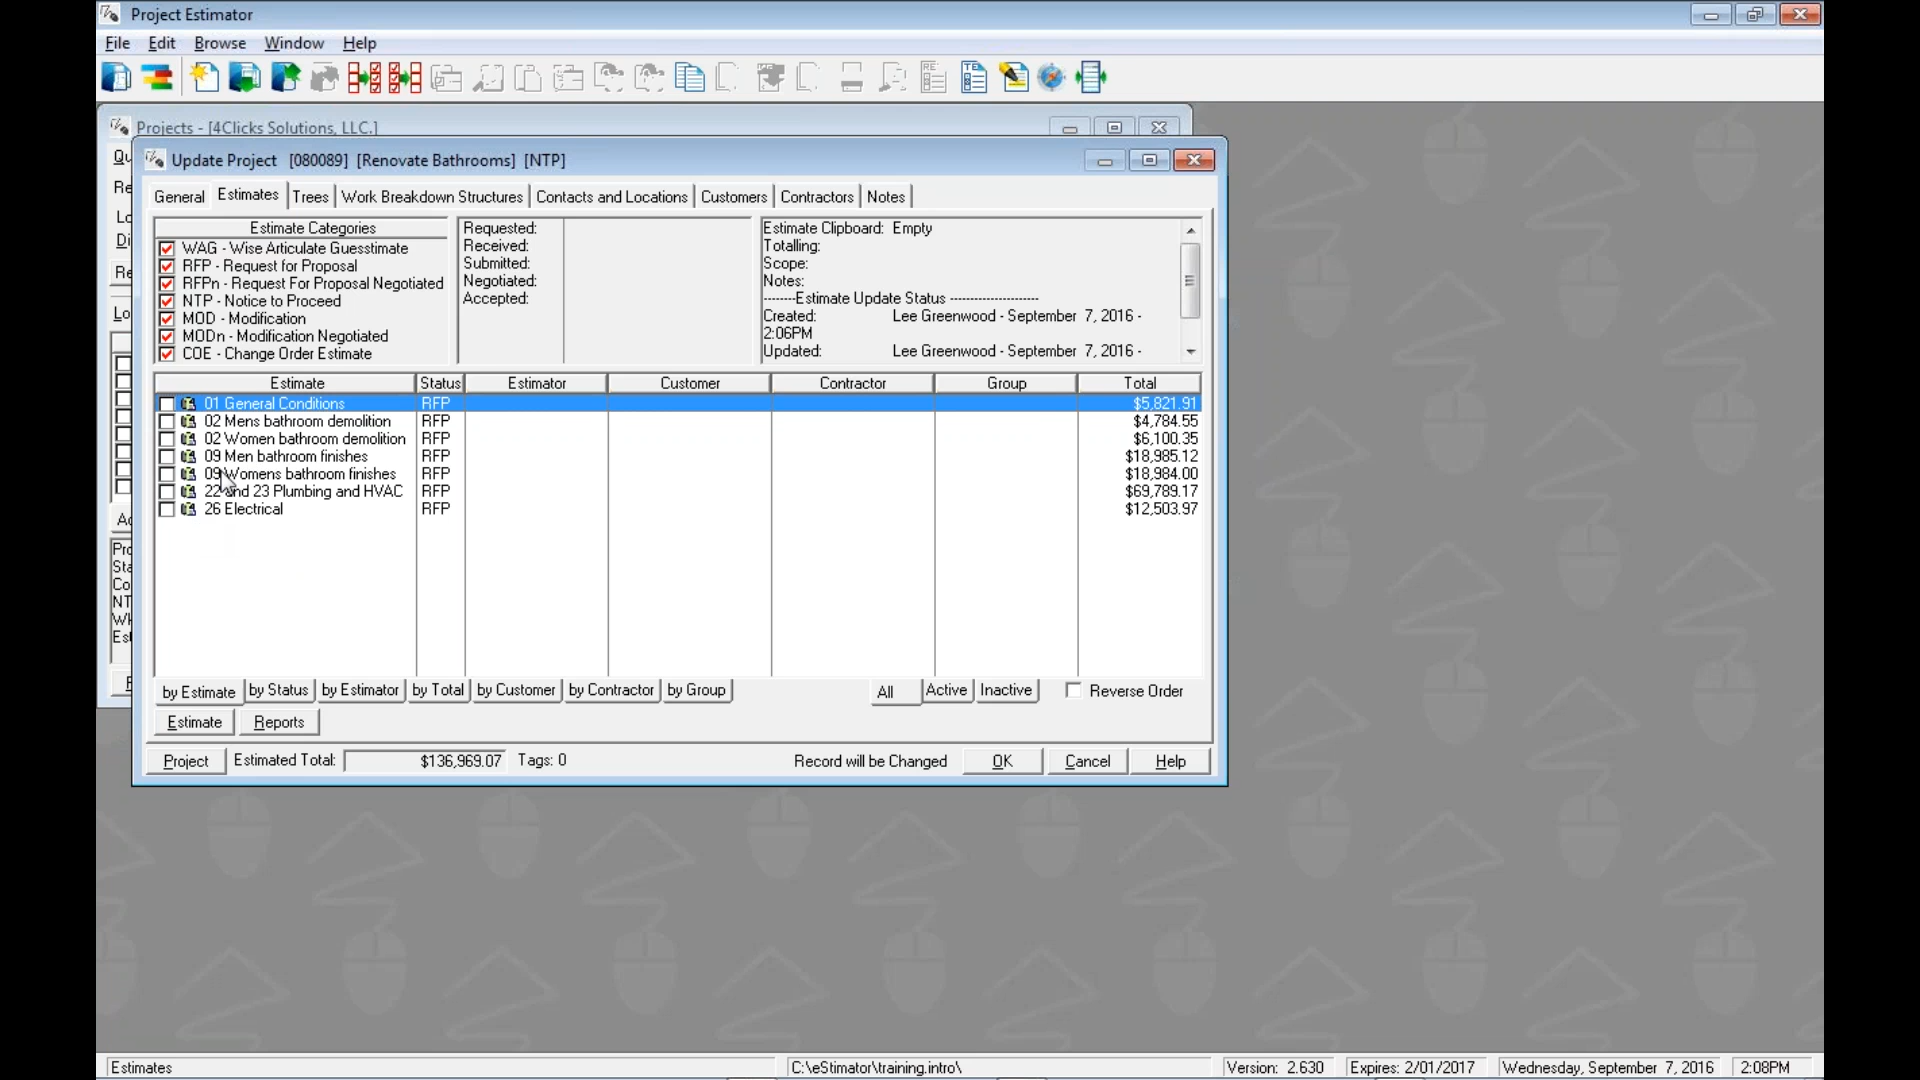 Project Estimator
File Edit Browse Window Help
Projects - [4Clicks Solutions, LLC.]
Update Project [080089] [Renovate Bathrooms] [NTP]
General Estimates Trees Work Breakdown Structures Contacts and Locations Customers Contractors Notes
Estimate Categories
WAG - Wise Articulate Guesstimate
RFP - Request for Proposal
RFPn - Request For Proposal Negotiated
NTP - Notice to Proceed
MOD - Modification
MODn - Modification Negotiated
COE - Change Order Estimate
Requested:
Received:
Submitted:
Negotiated:
Accepted:
Estimate Clipboard: Empty
Totalling:
Scope:
Notes:
--------Estimate Update Status ----------------------
Created: Lee Greenwood - September 7, 2016 -
2:06PM
Updated: Lee Greenwood - September 7, 2016 -
Estimate Status Estimator Customer Contractor Group Total
01 General Conditions RFP $5,821.91
02 Mens bathroom demolition RFP $4,784.55
02 Women bathroom demolition RFP $6,100.35
09 Men bathroom finishes RFP $18,985.12
09 Womens bathroom finishes RFP $18,984.00
22 and 23 Plumbing and HVAC RFP $69,789.17
26 Electrical RFP $12,503.97
by Estimate by Status by Estimator by Total by Customer by Contractor by Group All Active Inactive Reverse Order
Estimate Reports
Project Estimated Total: $136,969.07 Tags: 0 Record will be Changed OK Cancel Help
Estimates C:\eStimator\training.intro\ Version: 2.630 Expires: 2/01/2017 Wednesday, September 7, 2016 2:08PM